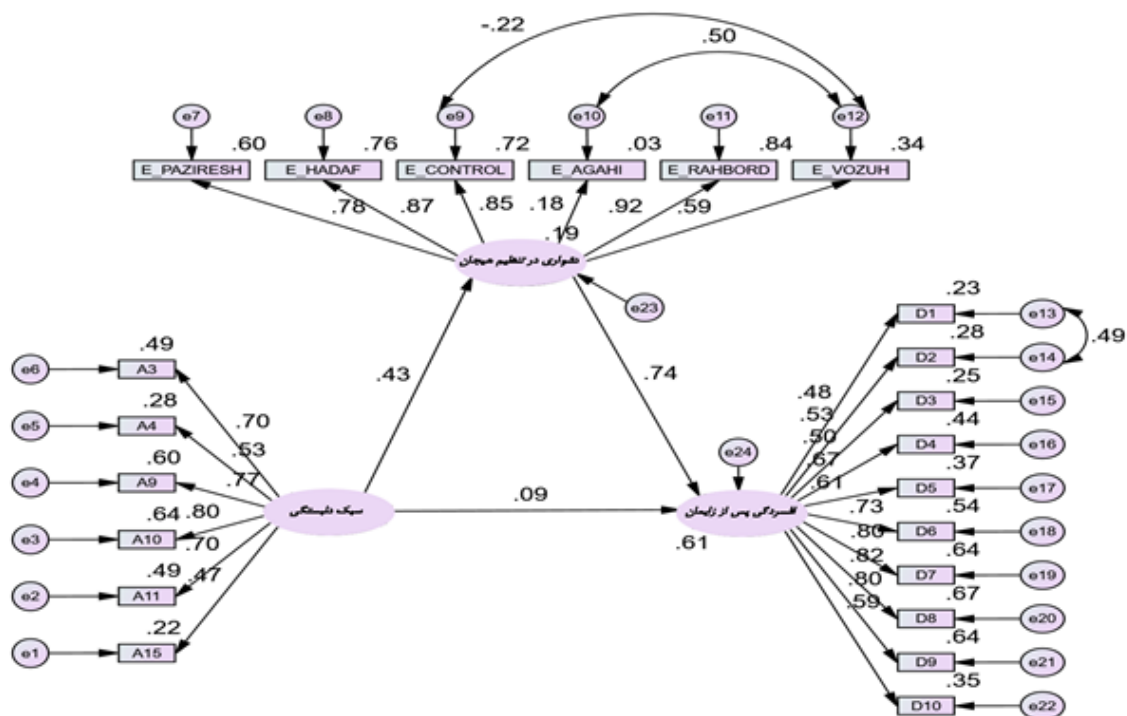 -.22
.50
e7
e8
e9
e10
e11
e12
.60
.76
.72
.03
.84
.34
E_PAZIRESH
E_HADAF
E_CONTROL
E_AGAHI
E_RAHBORD
E_VOZUH
.78
.87
.85
.18
.92
.59
.19
دشواری در تنظیم هیجان
e23
.43
.74
.09
e24
.61
افسردگی پس از زایمان
سبک دلبستگی
.49
e6
A3
.70
.28
e5
A4
.53
.60
e4
A9
.77
.64
e3
A10
.80
.49
e2
A11
.70
.22
e1
A15
.47
.23
D1
e13
.49
.48
.28
D2
e14
.53
.25
D3
e15
.50
.44
D4
e16
.67
.37
D5
e17
.61
.54
D6
e18
.73
.64
D7
e19
.80
.67
D8
e20
.82
.64
D9
e21
.80
.35
D10
e22
.59